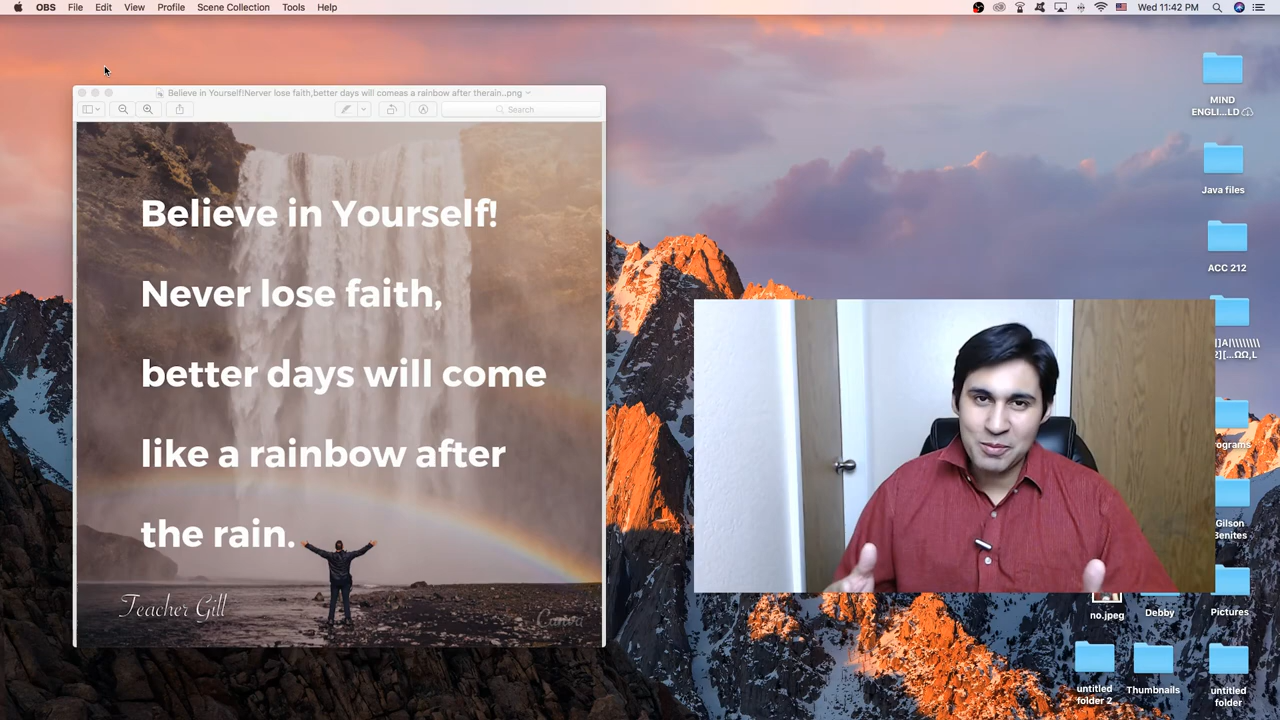 OBS File Edit View Profile Scene Collection Tools Help Wed 11:42 PM
Believe in Yourself!Nerver lose faith,better days will comeas a rainbow after therain..png
Search
Believe in Yourself!
Never lose faith,
better days will come
like a rainbow after
the rain.
Teacher Gill
Canva
MIND
ENGLI...LD
Java files
ACC 212
Gilson
Benites
no.jpeg
Debby
Pictures
untitled
folder 2
Thumbnails
untitled
folder